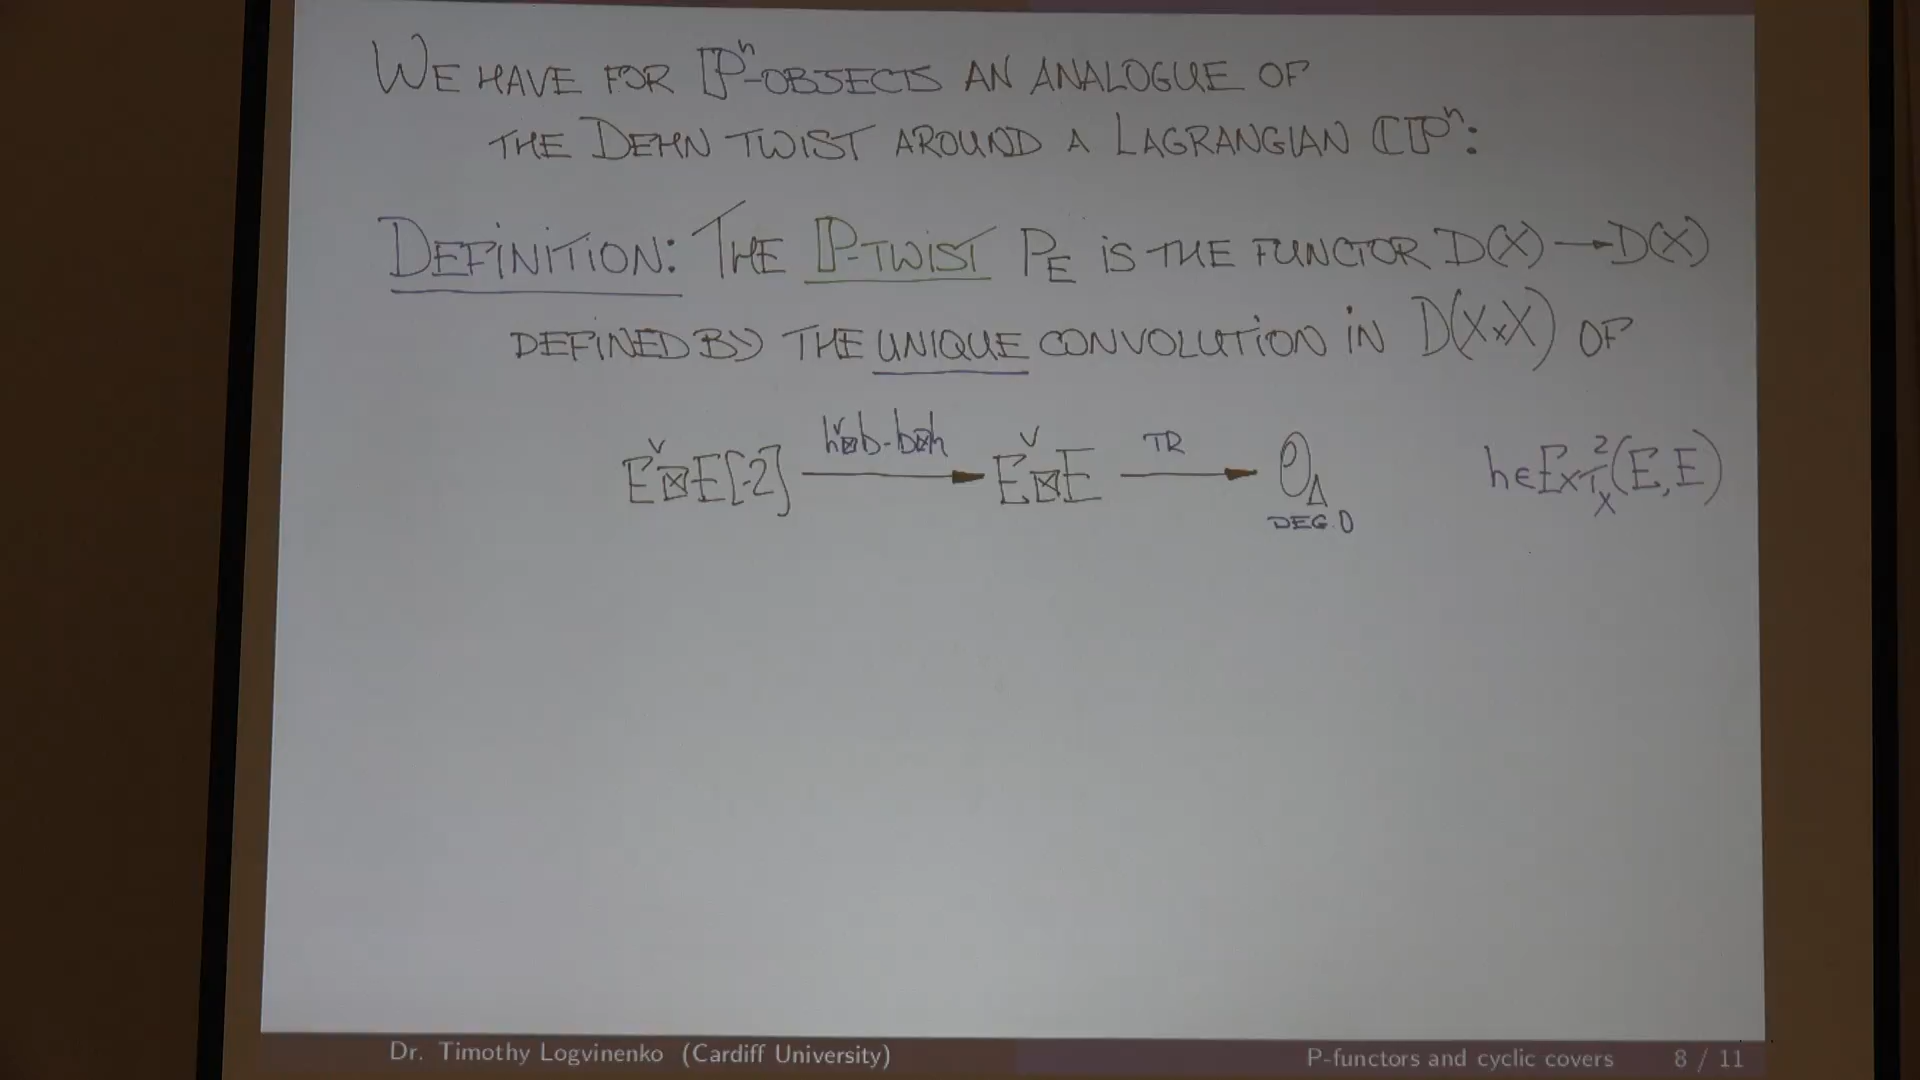 WE HAVE FOR ℙⁿ-OBJECTS AN ANALOGUE OF
THE DEHN TWIST AROUND A LAGRANGIAN ℂℙⁿ:
DEFINITION: THE ℙ-TWIST P_E IS THE FUNCTOR D(X) → D(X)
DEFINED BY THE UNIQUE CONVOLUTION IN D(X×X) OF
E^∨⊠E[-2] —h^∨⊠id - id⊠h→ E^∨⊠E —TR→ O_Δ h∈Ext²_X(E,E)
DEG. 0
Dr. Timothy Logvinenko (Cardiff University) P-functors and cyclic covers 8 / 11